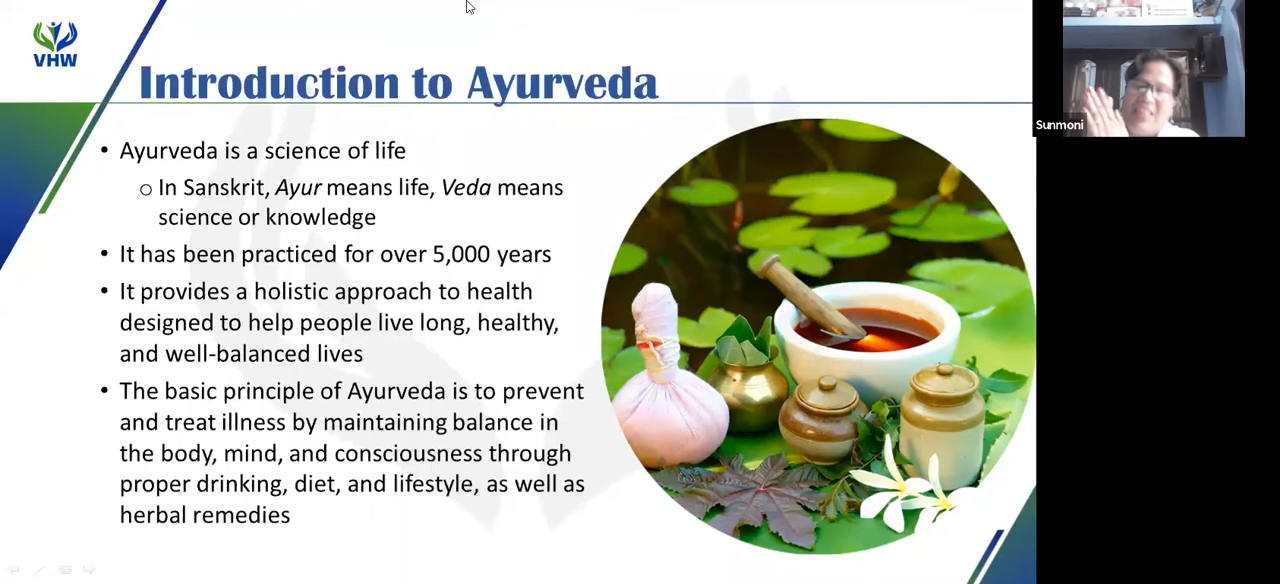 VHW
Introduction to Ayurveda
• Ayurveda is a science of life
o In Sanskrit, Ayur means life, Veda means
science or knowledge
• It has been practiced for over 5,000 years
• It provides a holistic approach to health
designed to help people live long, healthy,
and well-balanced lives
• The basic principle of Ayurveda is to prevent
and treat illness by maintaining balance in
the body, mind, and consciousness through
proper drinking, diet, and lifestyle, as well as
herbal remedies
Sunmoni